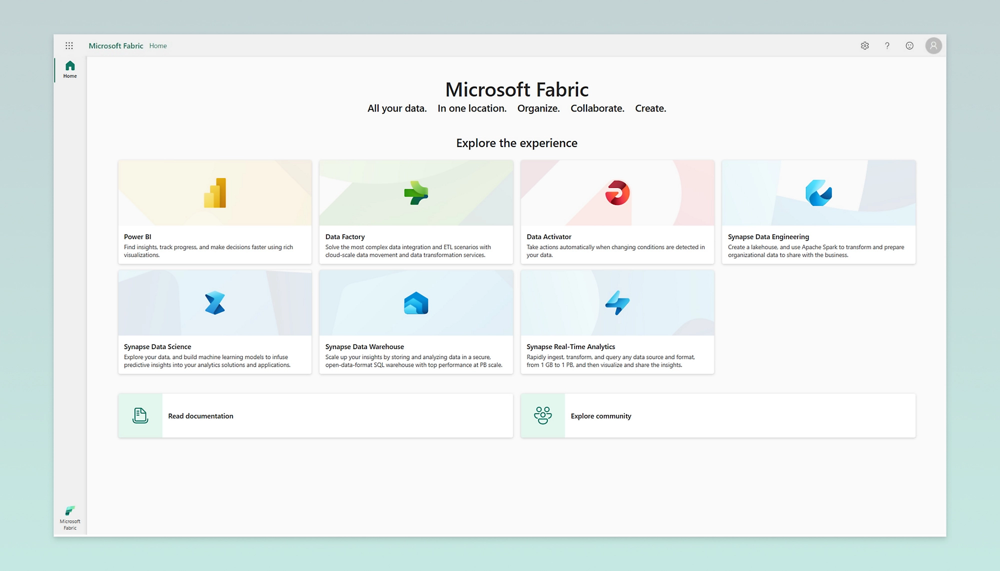 Microsoft Fabric Home
Home
Microsoft Fabric
All your data. In one location. Organize. Collaborate. Create.
Explore the experience
Power BI
Find insights, track progress, and make decisions faster using rich
visualizations.
Data Factory
Solve the most complex data integration and ETL scenarios with
cloud-scale data movement and data transformation services.
Data Activator
Take actions automatically when changing conditions are detected in
your data.
Synapse Data Engineering
Create a lakehouse, and use Apache Spark to transform and prepare
organizational data to share with the business.
Synapse Data Science
Explore your data, and build machine learning models to infuse
predictive insights into your analytics solutions and applications.
Synapse Data Warehouse
Scale up your insights by storing and analyzing data in a secure,
open-data-format SQL warehouse with top performance at PB scale.
Synapse Real-Time Analytics
Rapidly ingest, transform, and query any data source and format,
from 1 GB to 1 PB, and then visualize and share the insights.
Read documentation
Explore community
Microsoft
Fabric